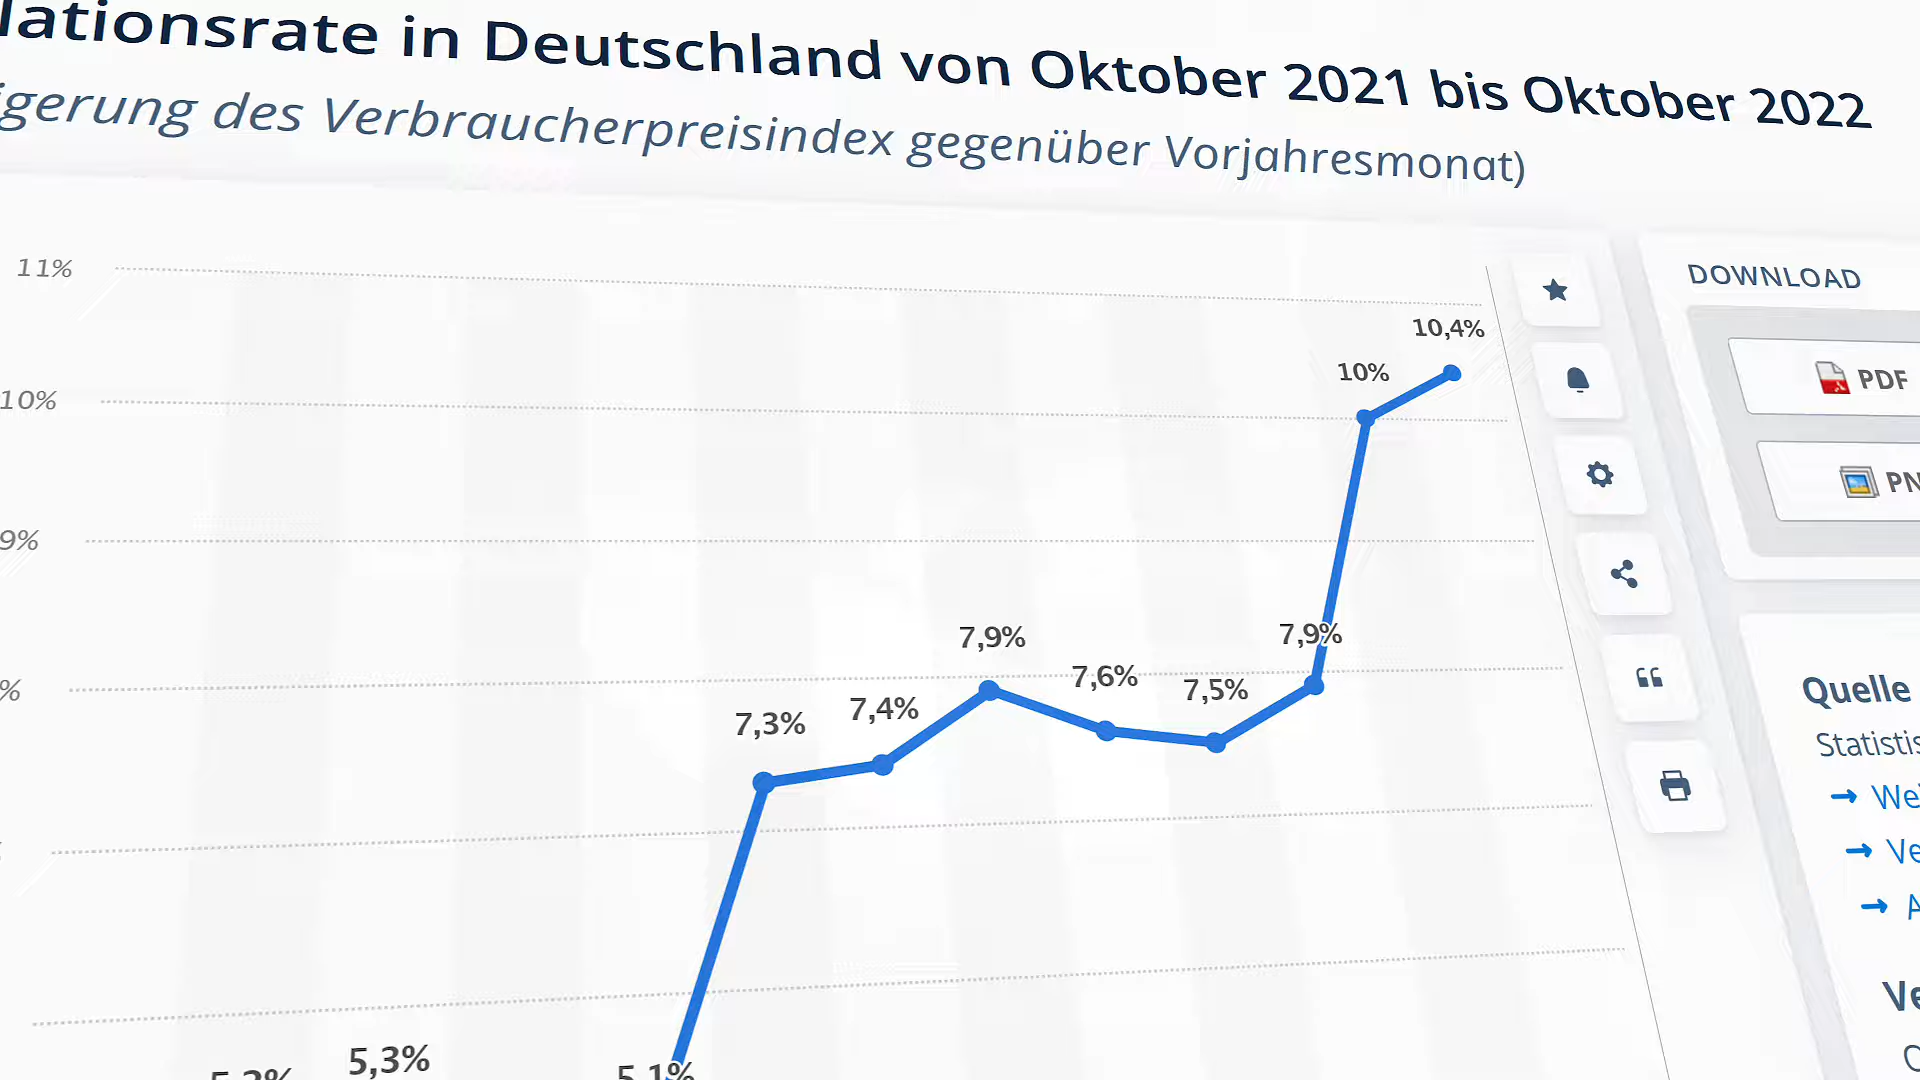 lationsrate in Deutschland von Oktober 2021 bis Oktober 2022
igerung des Verbraucherpreisindex gegenüber Vorjahresmonat)
11%
10%
9%
%
10,4%
10%
7,9%
7,9%
7,6%
7,5%
7,4%
7,3%
5,3%
5,1%
DOWNLOAD
PDF
PN
Quelle
Statistis
→ We
→ Ve
→ A
Ve